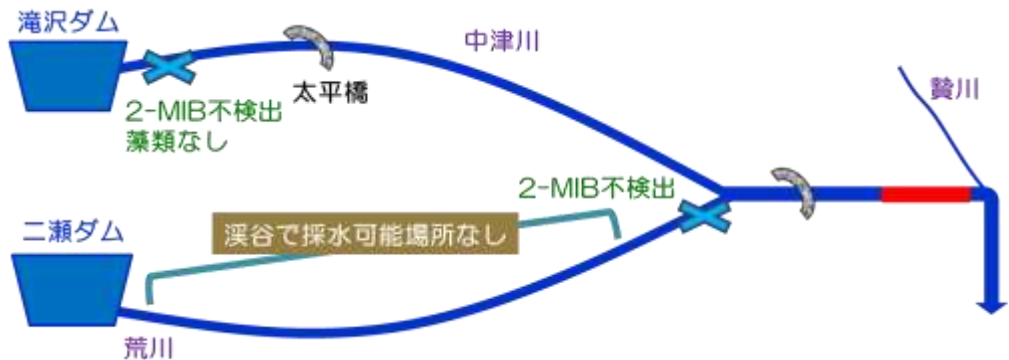 滝沢ダム
中津川
太平橋
贄川
2-MIB不検出
藻類なし
2-MIB不検出
二瀬ダム
渓谷で採水可能場所なし
荒川